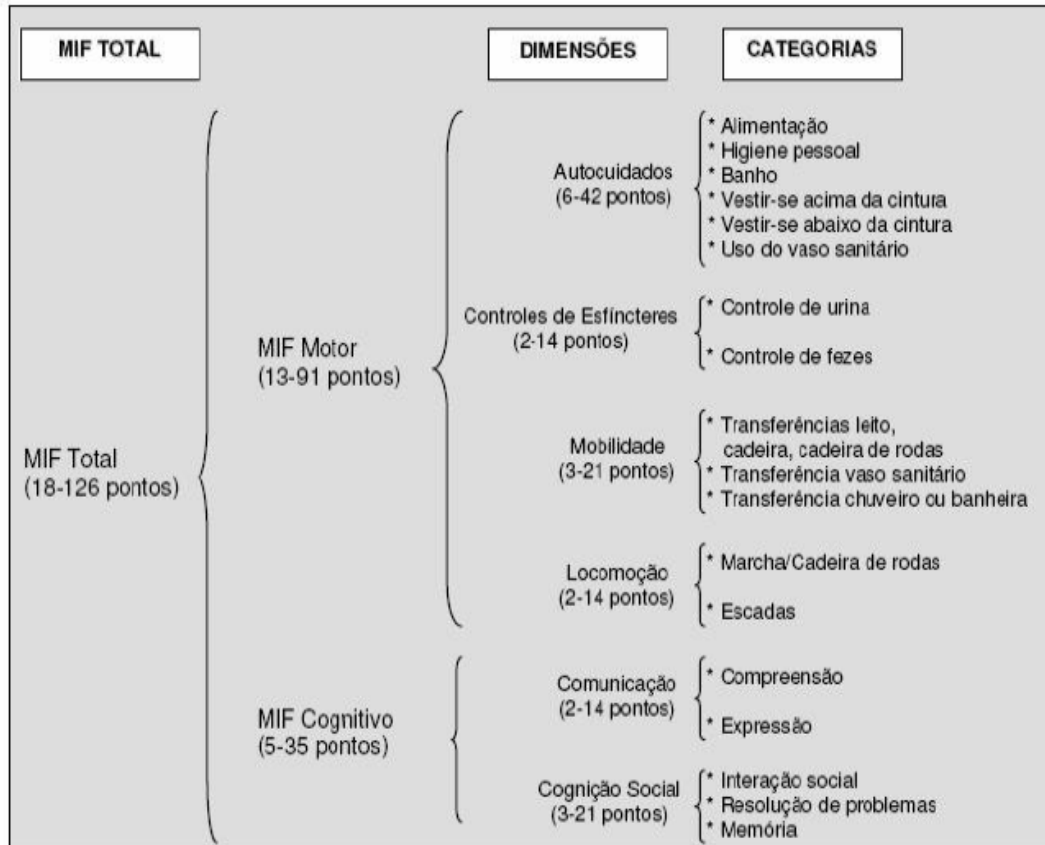 MIF TOTAL
DIMENSÕES
CATEGORIAS
MIF Total
(18-126 pontos)
MIF Motor
(13-91 pontos)
Autocuidados
(6-42 pontos)
* Alimentação
* Higiene pessoal
* Banho
* Vestir-se acima da cintura
* Vestir-se abaixo da cintura
* Uso do vaso sanitário
Controles de Esfíncteres
(2-14 pontos)
* Controle de urina
* Controle de fezes
Mobilidade
(3-21 pontos)
* Transferências leito,
cadeira, cadeira de rodas
* Transferência vaso sanitário
* Transferência chuveiro ou banheira
Locomoção
(2-14 pontos)
* Marcha/Cadeira de rodas
* Escadas
MIF Cognitivo
(5-35 pontos)
Comunicação
(2-14 pontos)
* Compreensão
* Expressão
Cognição Social
(3-21 pontos)
* Interação social
* Resolução de problemas
* Memória